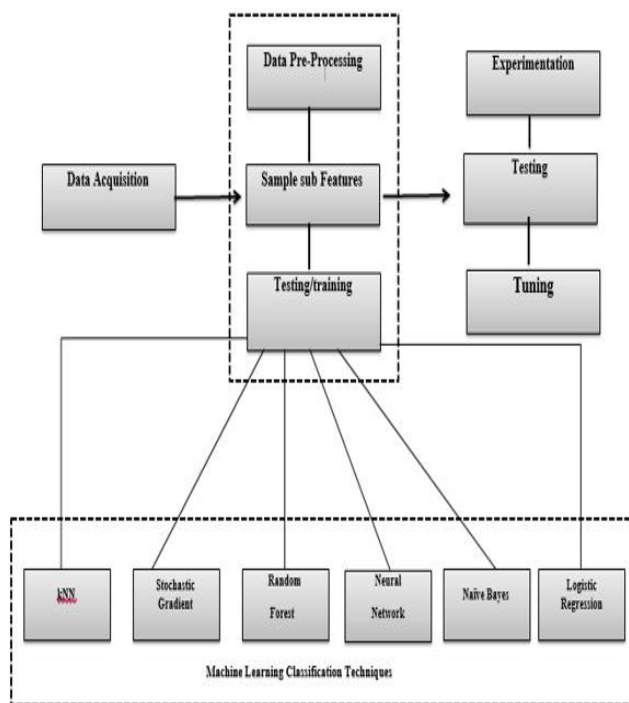 Data Pre-Processing
Experimentation
Data Acquisition
Sample sub Features
Testing
Testing/training
Tuning
kNN
Stochastic
Gradient
Random
Forest
Neural
Network
Naïve Bayes
Logistic
Regression
Machine Learning Classification Techniques